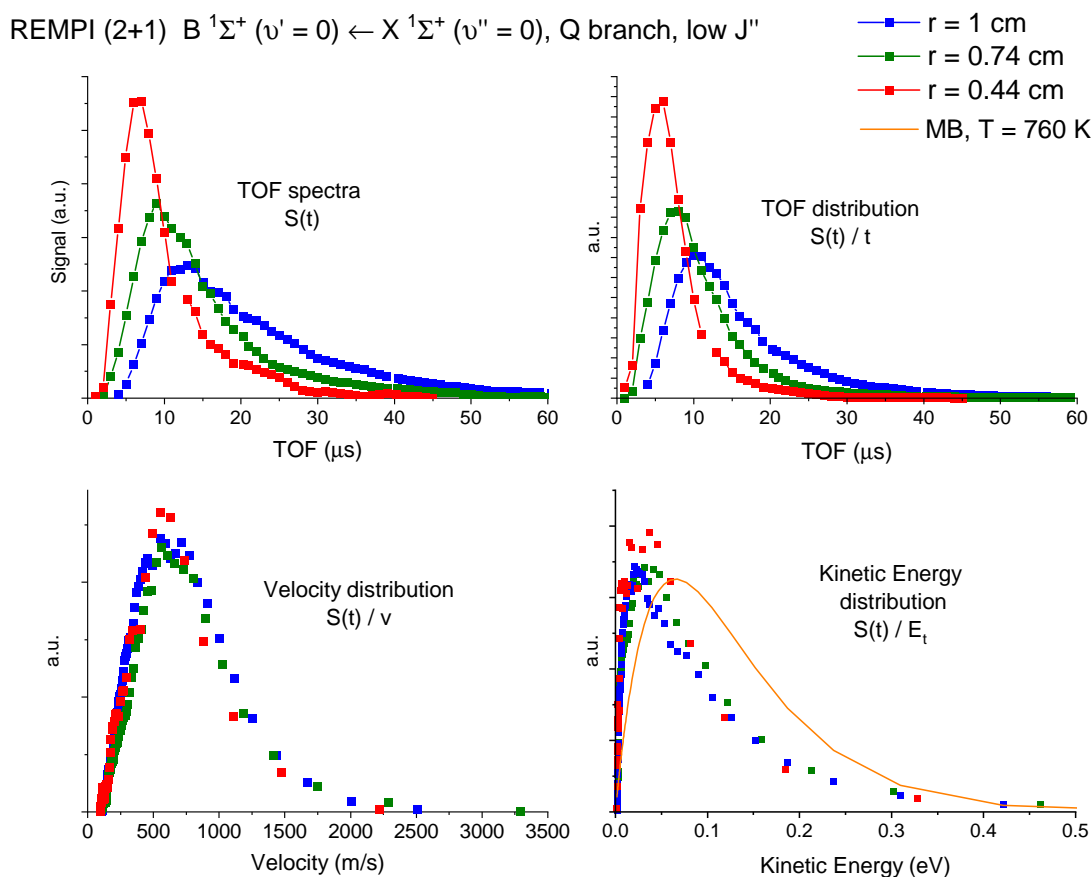 REMPI (2+1) B ¹Σ⁺ (υ' = 0) ← X ¹Σ⁺ (υ'' = 0), Q branch, low J''
r = 1 cm
r = 0.74 cm
r = 0.44 cm
MB, T = 760 K
TOF spectra
S(t)
Signal (a.u.)
0 10 20 30 40 50 60
TOF (μs)
TOF distribution
S(t) / t
a.u.
0 10 20 30 40 50 60
TOF (μs)
Velocity distribution
S(t) / v
a.u.
0 500 1000 1500 2000 2500 3000 3500
Velocity (m/s)
Kinetic Energy
distribution
S(t) / Eₜ
a.u.
0.0 0.1 0.2 0.3 0.4 0.5
Kinetic Energy (eV)